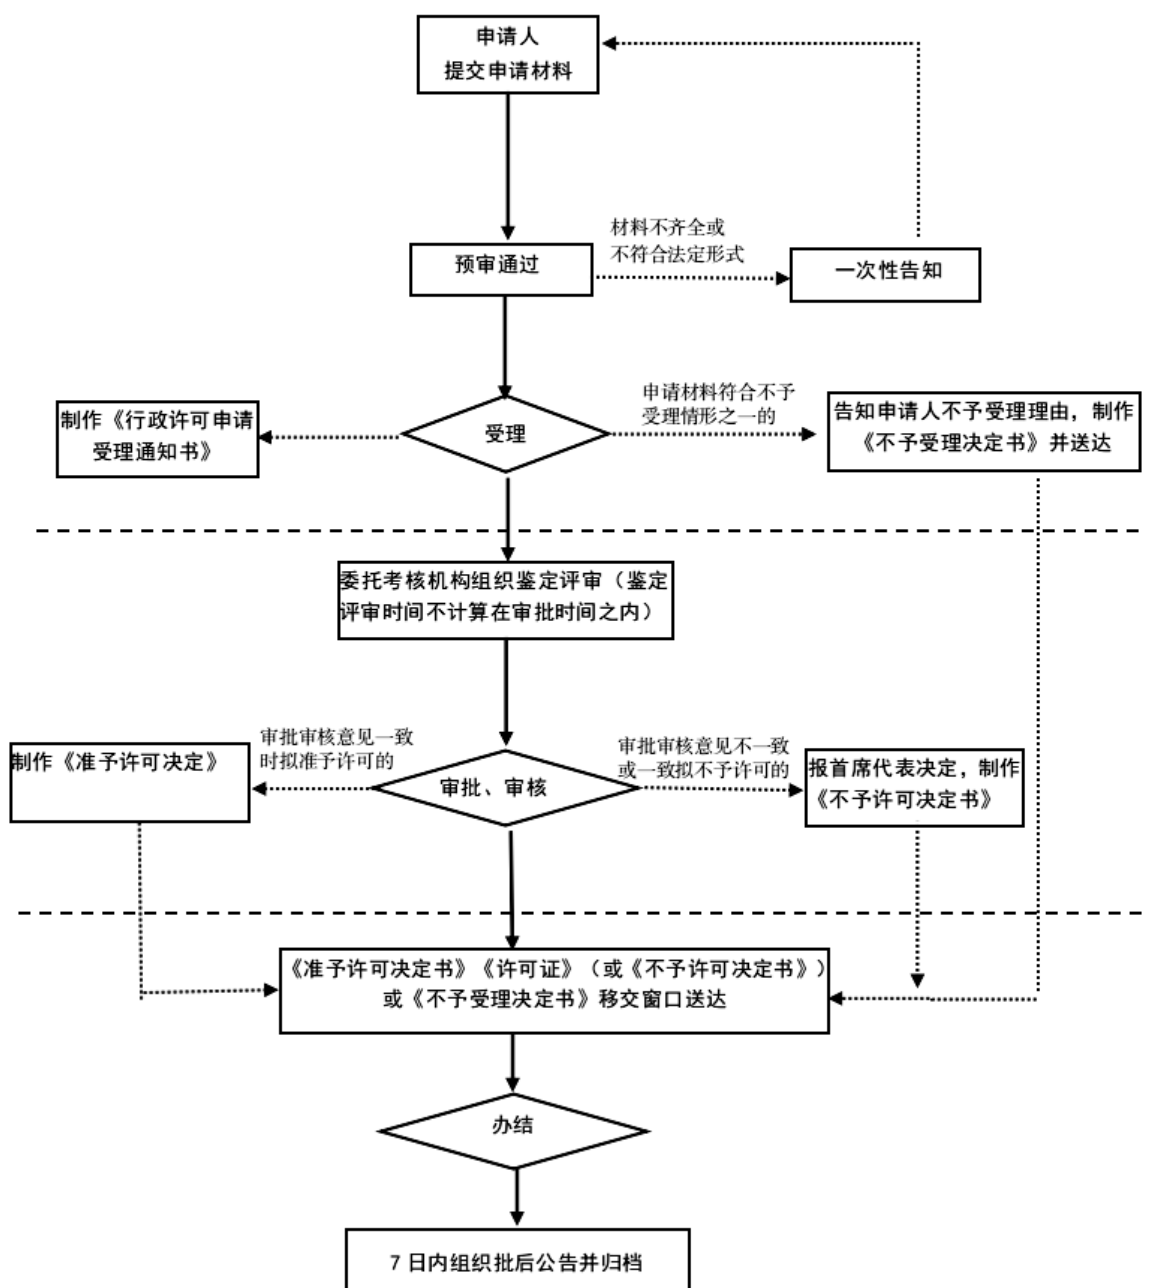 申请人
提交申请材料
材料不齐全或
不符合法定形式
预审通过
一次性告知
申请材料符合不予
受理情形之一的
制作《行政许可申请
受理通知书》
受理
告知申请人不予受理理由，制作
《不予受理决定书》并送达
委托考核机构组织鉴定评审（鉴定
评审时间不计算在审批时间之内）
审批审核意见一致
时拟准予许可的
审批审核意见不一致
或一致拟不予许可的
制作《准予许可决定》
审批、审核
报首席代表决定，制作
《不予许可决定书》
《准予许可决定书》《许可证》（或《不予许可决定书》）
或《不予受理决定书》移交窗口送达
办结
7 日内组织批后公告并归档